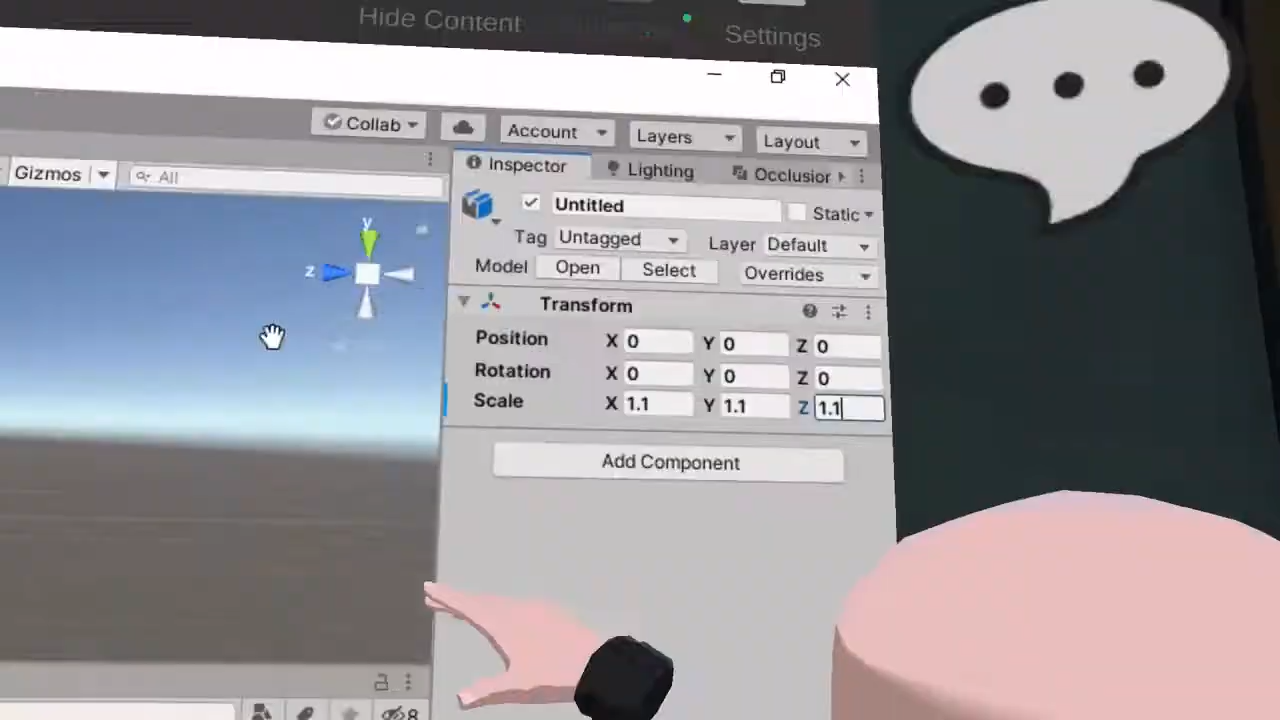 Hide Content
Settings
Collab
Account
Layers
Layout
Gizmos
All
Inspector
Lighting
Occlusion
Untitled
Static
Tag Untagged
Layer Default
Model Open Select Overrides
Transform
Position X 0 Y 0 Z 0
Rotation X 0 Y 0 Z 0
Scale X 1.1 Y 1.1 Z 1.1
Add Component
y
z
8